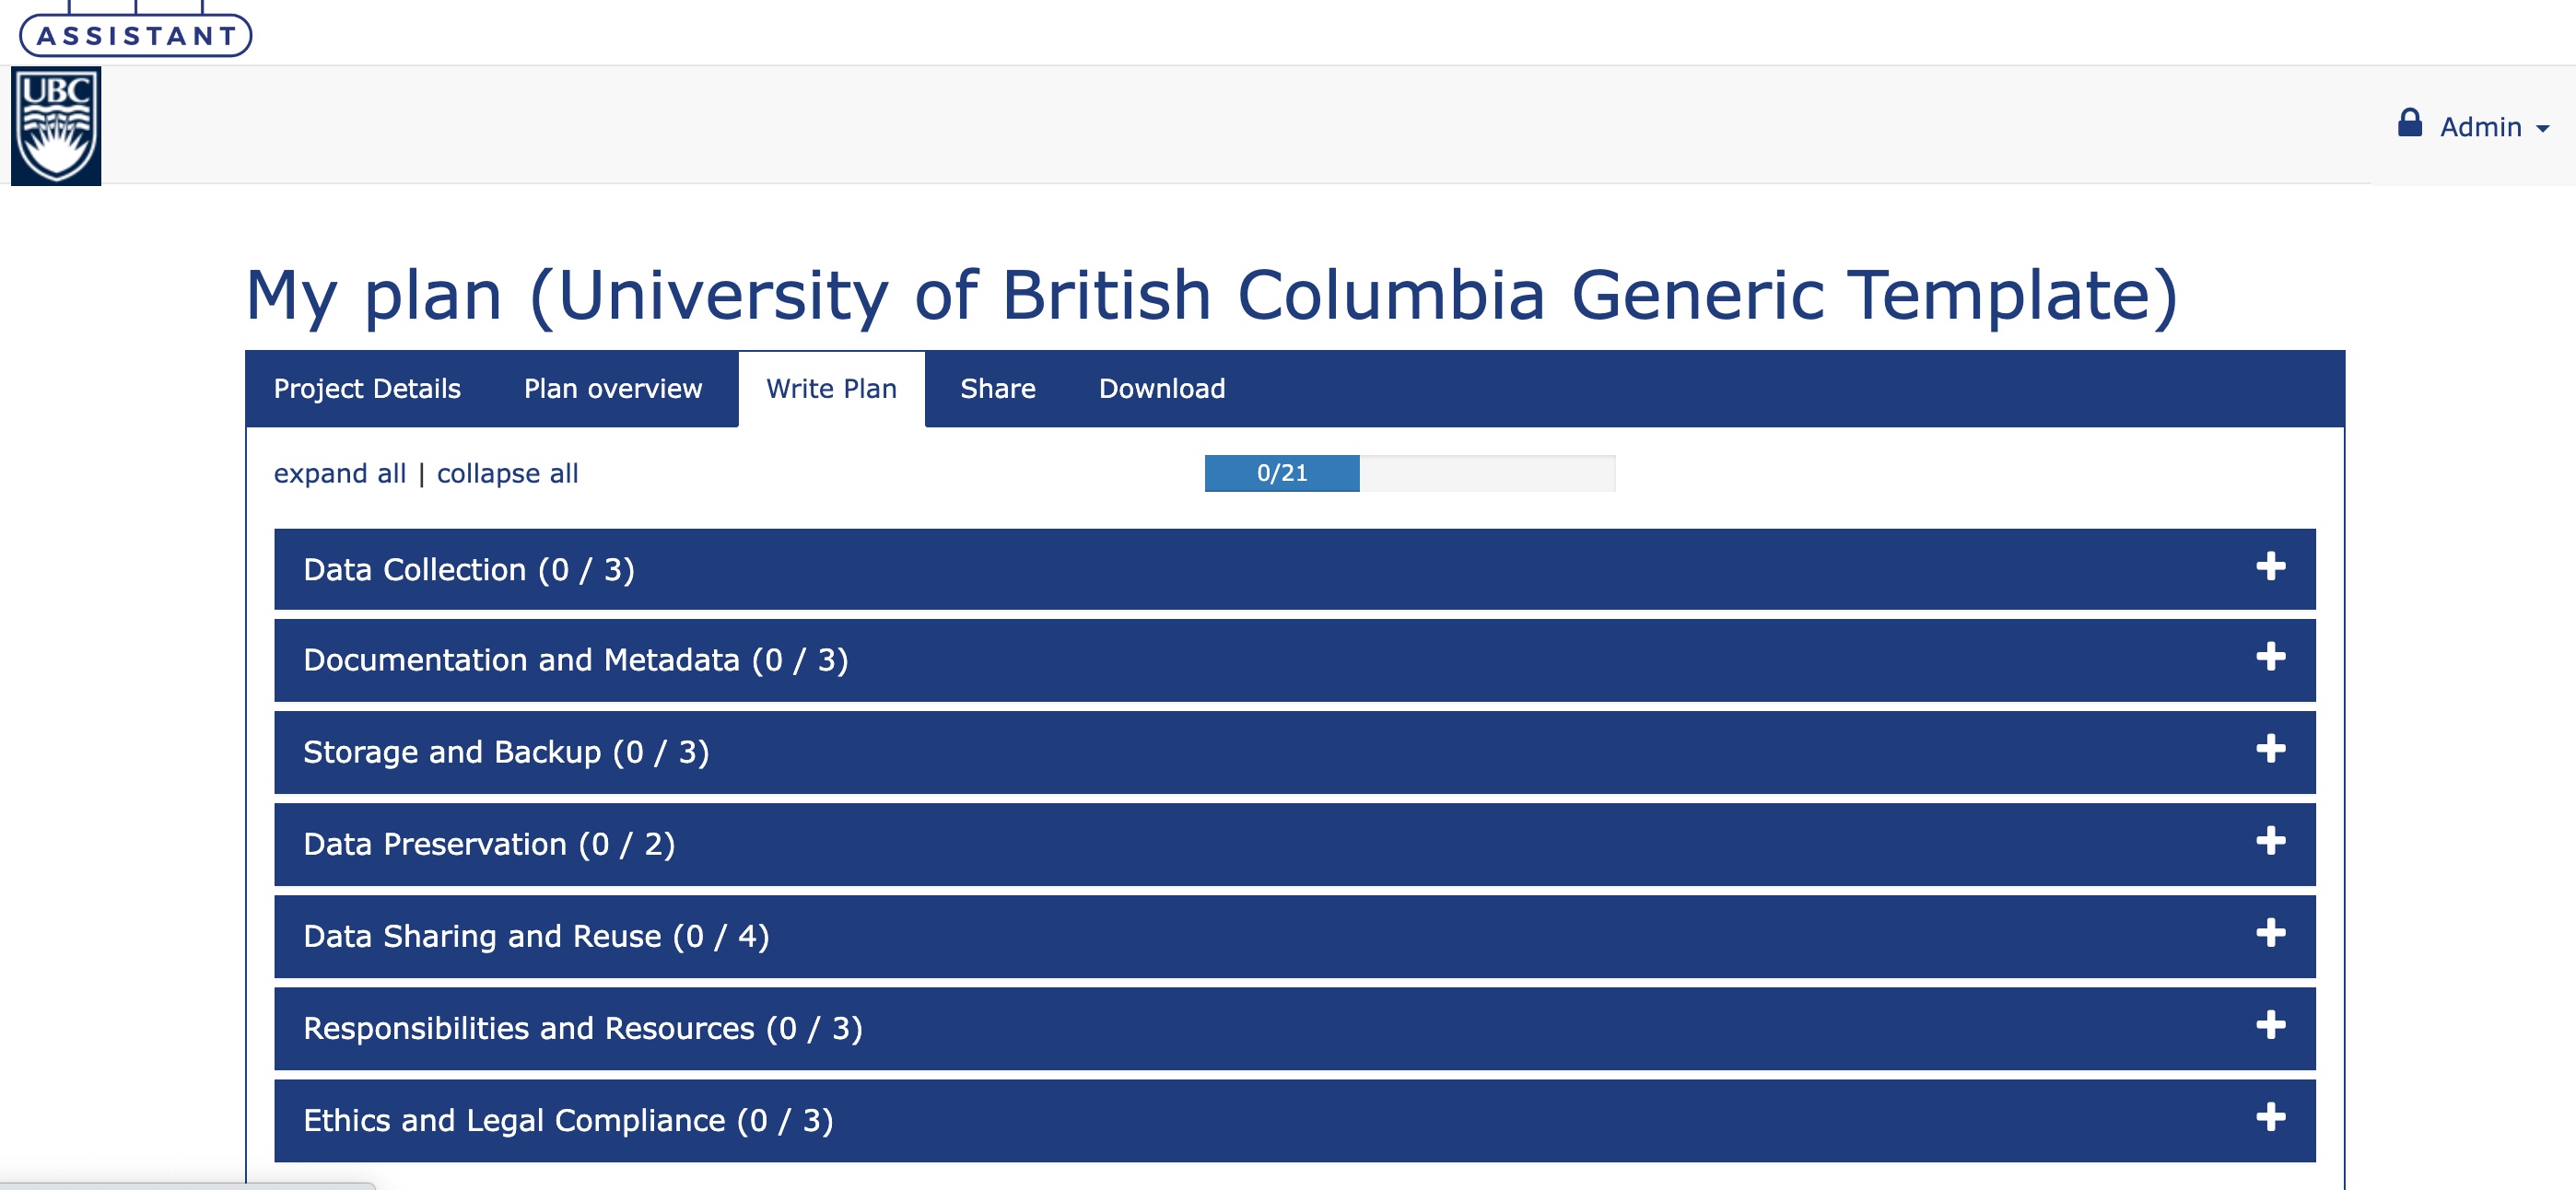 ASSISTANT
UBC
Admin
My plan (University of British Columbia Generic Template)
Project Details Plan overview Write Plan Share Download
expand all | collapse all 0/21
Data Collection (0 / 3)
Documentation and Metadata (0 / 3)
Storage and Backup (0 / 3)
Data Preservation (0 / 2)
Data Sharing and Reuse (0 / 4)
Responsibilities and Resources (0 / 3)
Ethics and Legal Compliance (0 / 3)